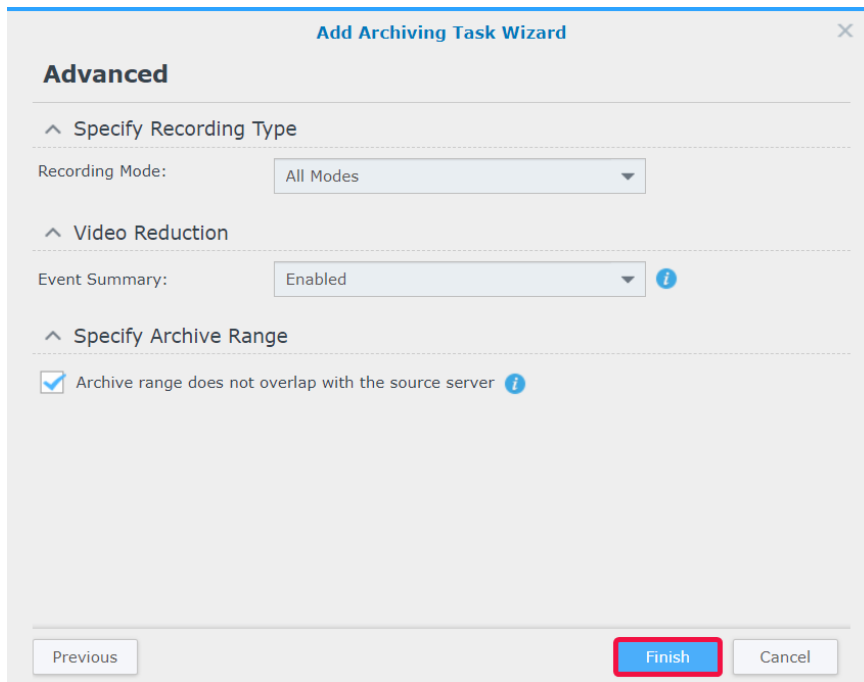 Add Archiving Task Wizard
Advanced
Specify Recording Type
Recording Mode: All Modes
Video Reduction
Event Summary: Enabled
Specify Archive Range
Archive range does not overlap with the source server
Previous Finish Cancel